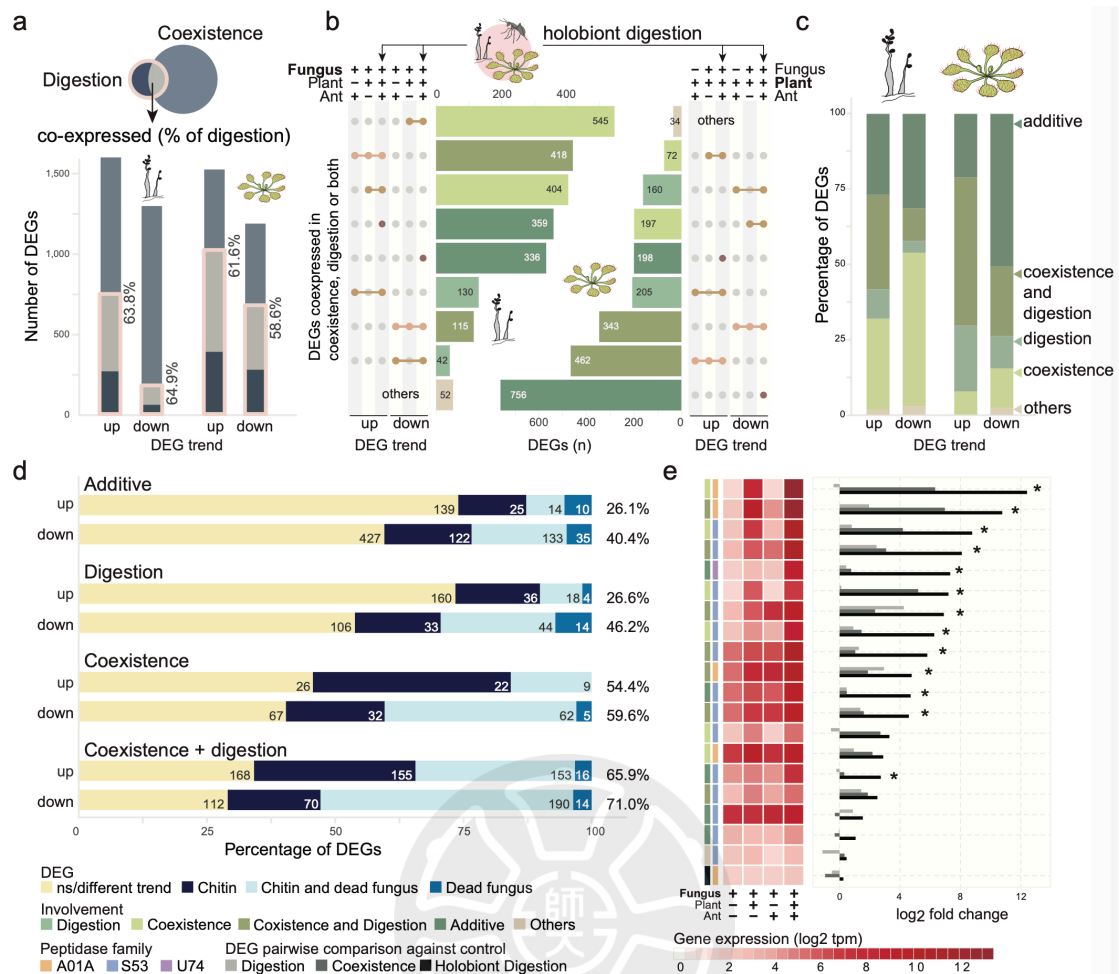 a
Coexistence
Digestion
co-expressed (% of digestion)
Number of DEGs
1,500
1,000
500
0
63.8%
64.9%
61.6%
58.6%
up down up down
DEG trend
b
holobiont digestion
Fungus + + + + + +
Plant - + + - + +
Ant
0 200 400
Fungus
Plant
Ant
DEGs coexpressed in
coexistence, digestion or both
545
418
404
359
336
130
115
42
52
others
34
72
160
197
198
205
343
462
756
others
up down
DEG trend
600 400 200 0
DEGs (n)
up down
DEG trend
c
Percentage of DEGs
100
75
50
25
0
additive
coexistence
and
digestion
digestion
coexistence
others
up down up down
DEG trend
d
Additive
up 139 25 14 10 26.1%
down 427 122 133 35 40.4%
Digestion
up 160 36 18 4 26.6%
down 106 33 44 14 46.2%
Coexistence
up 26 22 9 54.4%
down 67 32 62 5 59.6%
Coexistence + digestion
up 168 155 153 16 65.9%
down 112 70 190 14 71.0%
0 25 50 75 100
Percentage of DEGs
DEG
ns/different trend Chitin Chitin and dead fungus Dead fungus
Involvement
Digestion Coexistence Coxistence and Digestion Additive Others
Peptidase family
A01A S53 U74
DEG pairwise comparison against control
Digestion Coexistence Holobiont Digestion
e
* * * * * * * * * * * * *
Fungus + + + +
Plant - + - +
Ant - - + +
0 4 8 12
log2 fold change
Gene expression (log2 tpm)
0 2 4 6 8 10 12
師大